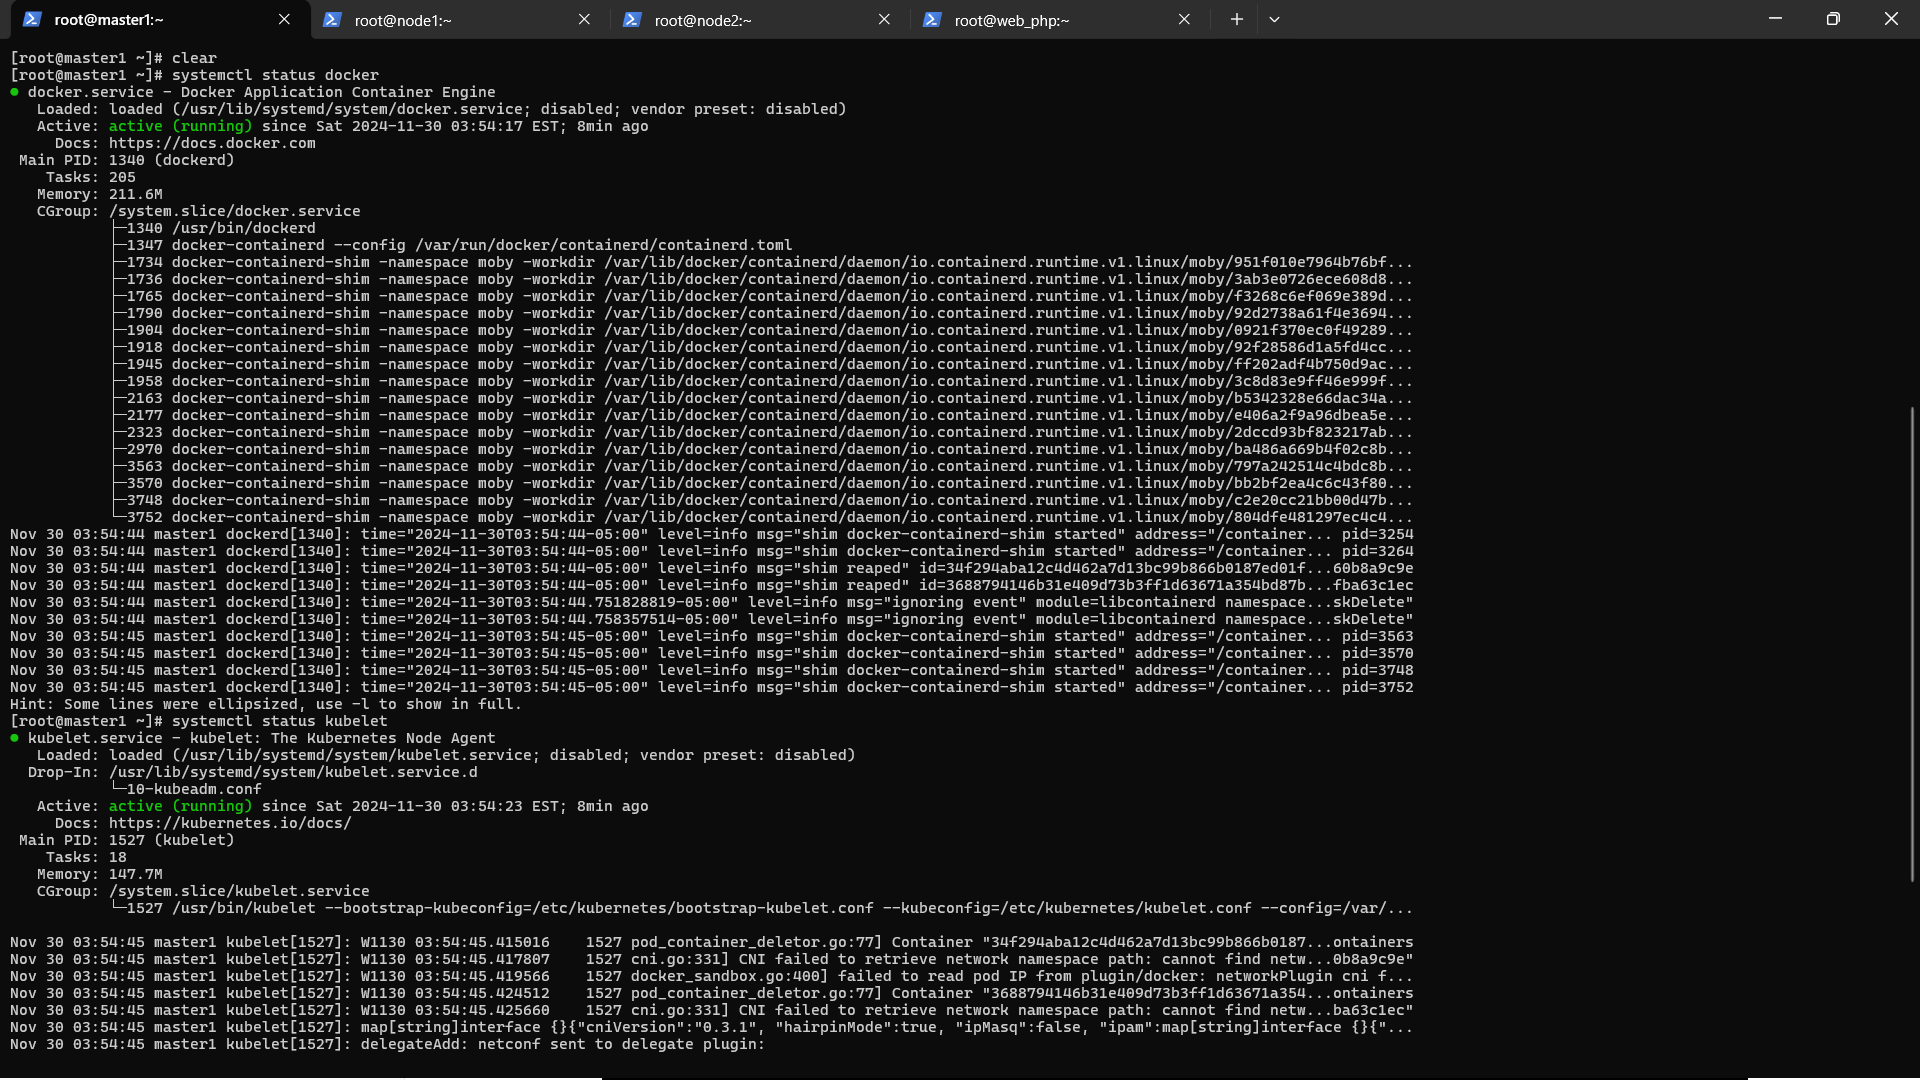 root@master1:~
root@node1:~
root@node2:~
root@web_php:~
[root@master1 ~]# clear
[root@master1 ~]# systemctl status docker
● docker.service - Docker Application Container Engine
   Loaded: loaded (/usr/lib/systemd/system/docker.service; disabled; vendor preset: disabled)
   Active: active (running) since Sat 2024-11-30 03:54:17 EST; 8min ago
     Docs: https://docs.docker.com
 Main PID: 1340 (dockerd)
    Tasks: 205
   Memory: 211.6M
   CGroup: /system.slice/docker.service
           ├─1340 /usr/bin/dockerd
           ├─1347 docker-containerd --config /var/run/docker/containerd/containerd.toml
           ├─1734 docker-containerd-shim -namespace moby -workdir /var/lib/docker/containerd/daemon/io.containerd.runtime.v1.linux/moby/951f010e7964b76bf...
           ├─1736 docker-containerd-shim -namespace moby -workdir /var/lib/docker/containerd/daemon/io.containerd.runtime.v1.linux/moby/3ab3e0726ece608d8...
           ├─1765 docker-containerd-shim -namespace moby -workdir /var/lib/docker/containerd/daemon/io.containerd.runtime.v1.linux/moby/f3268c6ef069e389d...
           ├─1790 docker-containerd-shim -namespace moby -workdir /var/lib/docker/containerd/daemon/io.containerd.runtime.v1.linux/moby/92d2738a61f4e3694...
           ├─1904 docker-containerd-shim -namespace moby -workdir /var/lib/docker/containerd/daemon/io.containerd.runtime.v1.linux/moby/0921f370ec0f49289...
           ├─1918 docker-containerd-shim -namespace moby -workdir /var/lib/docker/containerd/daemon/io.containerd.runtime.v1.linux/moby/92f28586d1a5fd4cc...
           ├─1945 docker-containerd-shim -namespace moby -workdir /var/lib/docker/containerd/daemon/io.containerd.runtime.v1.linux/moby/ff202adf4b750d9ac...
           ├─1958 docker-containerd-shim -namespace moby -workdir /var/lib/docker/containerd/daemon/io.containerd.runtime.v1.linux/moby/3c8d83e9ff46e999f...
           ├─2163 docker-containerd-shim -namespace moby -workdir /var/lib/docker/containerd/daemon/io.containerd.runtime.v1.linux/moby/b5342328e66dac34a...
           ├─2177 docker-containerd-shim -namespace moby -workdir /var/lib/docker/containerd/daemon/io.containerd.runtime.v1.linux/moby/e406a2f9a96dbea5e...
           ├─2323 docker-containerd-shim -namespace moby -workdir /var/lib/docker/containerd/daemon/io.containerd.runtime.v1.linux/moby/2dccd93bf823217ab...
           ├─2970 docker-containerd-shim -namespace moby -workdir /var/lib/docker/containerd/daemon/io.containerd.runtime.v1.linux/moby/ba486a669b4f02c8b...
           ├─3563 docker-containerd-shim -namespace moby -workdir /var/lib/docker/containerd/daemon/io.containerd.runtime.v1.linux/moby/797a242514c4bdc8b...
           ├─3570 docker-containerd-shim -namespace moby -workdir /var/lib/docker/containerd/daemon/io.containerd.runtime.v1.linux/moby/bb2bf2ea4c6c43f80...
           ├─3748 docker-containerd-shim -namespace moby -workdir /var/lib/docker/containerd/daemon/io.containerd.runtime.v1.linux/moby/c2e20cc21bb00d47b...
           └─3752 docker-containerd-shim -namespace moby -workdir /var/lib/docker/containerd/daemon/io.containerd.runtime.v1.linux/moby/804dfe481297ec4c4...
Nov 30 03:54:44 master1 dockerd[1340]: time="2024-11-30T03:54:44-05:00" level=info msg="shim docker-containerd-shim started" address="/container... pid=3254
Nov 30 03:54:44 master1 dockerd[1340]: time="2024-11-30T03:54:44-05:00" level=info msg="shim docker-containerd-shim started" address="/container... pid=3264
Nov 30 03:54:44 master1 dockerd[1340]: time="2024-11-30T03:54:44-05:00" level=info msg="shim reaped" id=34f294aba12c4d462a7d13bc99b866b0187ed01f...60b8a9c9e
Nov 30 03:54:44 master1 dockerd[1340]: time="2024-11-30T03:54:44-05:00" level=info msg="shim reaped" id=3688794146b31e409d73b3ff1d63671a354bd87b...fba63c1ec
Nov 30 03:54:44 master1 dockerd[1340]: time="2024-11-30T03:54:44.751828819-05:00" level=info msg="ignoring event" module=libcontainerd namespace...skDelete"
Nov 30 03:54:44 master1 dockerd[1340]: time="2024-11-30T03:54:44.758357514-05:00" level=info msg="ignoring event" module=libcontainerd namespace...skDelete"
Nov 30 03:54:45 master1 dockerd[1340]: time="2024-11-30T03:54:45-05:00" level=info msg="shim docker-containerd-shim started" address="/container... pid=3563
Nov 30 03:54:45 master1 dockerd[1340]: time="2024-11-30T03:54:45-05:00" level=info msg="shim docker-containerd-shim started" address="/container... pid=3570
Nov 30 03:54:45 master1 dockerd[1340]: time="2024-11-30T03:54:45-05:00" level=info msg="shim docker-containerd-shim started" address="/container... pid=3748
Nov 30 03:54:45 master1 dockerd[1340]: time="2024-11-30T03:54:45-05:00" level=info msg="shim docker-containerd-shim started" address="/container... pid=3752
Hint: Some lines were ellipsized, use -l to show in full.
[root@master1 ~]# systemctl status kubelet
● kubelet.service - kubelet: The Kubernetes Node Agent
   Loaded: loaded (/usr/lib/systemd/system/kubelet.service; disabled; vendor preset: disabled)
  Drop-In: /usr/lib/systemd/system/kubelet.service.d
           └─10-kubeadm.conf
   Active: active (running) since Sat 2024-11-30 03:54:23 EST; 8min ago
     Docs: https://kubernetes.io/docs/
 Main PID: 1527 (kubelet)
    Tasks: 18
   Memory: 147.7M
   CGroup: /system.slice/kubelet.service
           └─1527 /usr/bin/kubelet --bootstrap-kubeconfig=/etc/kubernetes/bootstrap-kubelet.conf --kubeconfig=/etc/kubernetes/kubelet.conf --config=/var/...
Nov 30 03:54:45 master1 kubelet[1527]: W1130 03:54:45.415016    1527 pod_container_deletor.go:77] Container "34f294aba12c4d462a7d13bc99b866b0187...ontainers
Nov 30 03:54:45 master1 kubelet[1527]: W1130 03:54:45.417807    1527 cni.go:331] CNI failed to retrieve network namespace path: cannot find netw...0b8a9c9e"
Nov 30 03:54:45 master1 kubelet[1527]: W1130 03:54:45.419566    1527 docker_sandbox.go:400] failed to read pod IP from plugin/docker: networkPlugin cni f...
Nov 30 03:54:45 master1 kubelet[1527]: W1130 03:54:45.424512    1527 pod_container_deletor.go:77] Container "3688794146b31e409d73b3ff1d63671a354...ontainers
Nov 30 03:54:45 master1 kubelet[1527]: W1130 03:54:45.425660    1527 cni.go:331] CNI failed to retrieve network namespace path: cannot find netw...ba63c1ec"
Nov 30 03:54:45 master1 kubelet[1527]: map[string]interface {}{"cniVersion":"0.3.1", "hairpinMode":true, "ipMasq":false, "ipam":map[string]interface {}{"...
Nov 30 03:54:45 master1 kubelet[1527]: delegateAdd: netconf sent to delegate plugin: